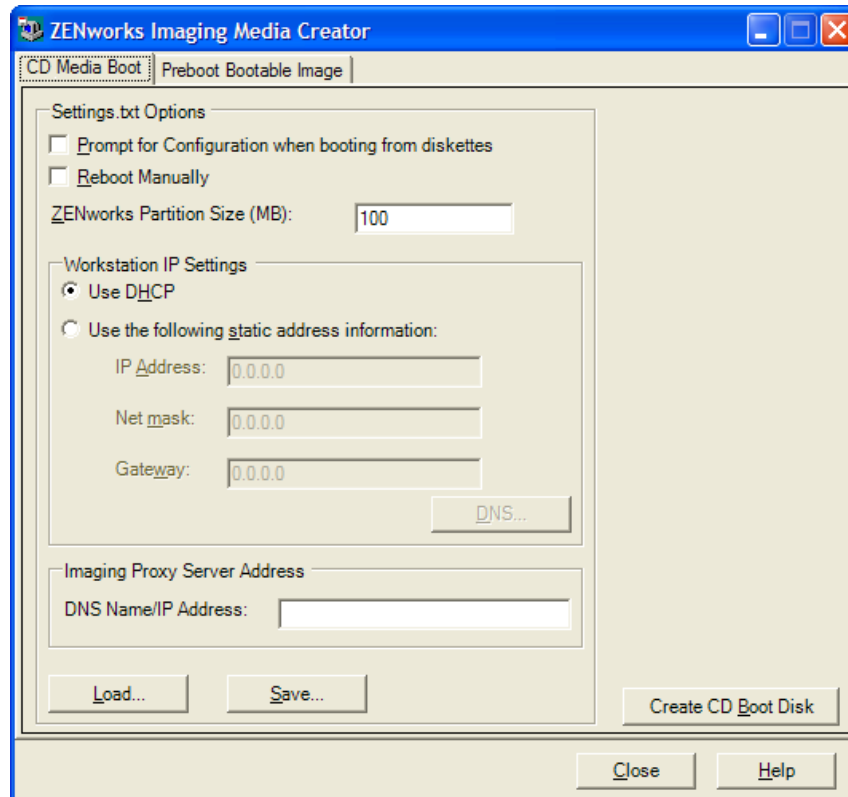 ZENworks Imaging Media Creator
CD Media Boot
Preboot Bootable Image
Settings.txt Options
Prompt for Configuration when booting from diskettes
Reboot Manually
ZENworks Partition Size (MB): 100
Workstation IP Settings
Use DHCP
Use the following static address information:
IP Address: 0.0.0.0
Net mask: 0.0.0.0
Gateway: 0.0.0.0
DNS...
Imaging Proxy Server Address
DNS Name/IP Address:
Load... Save...
Create CD Boot Disk
Close Help